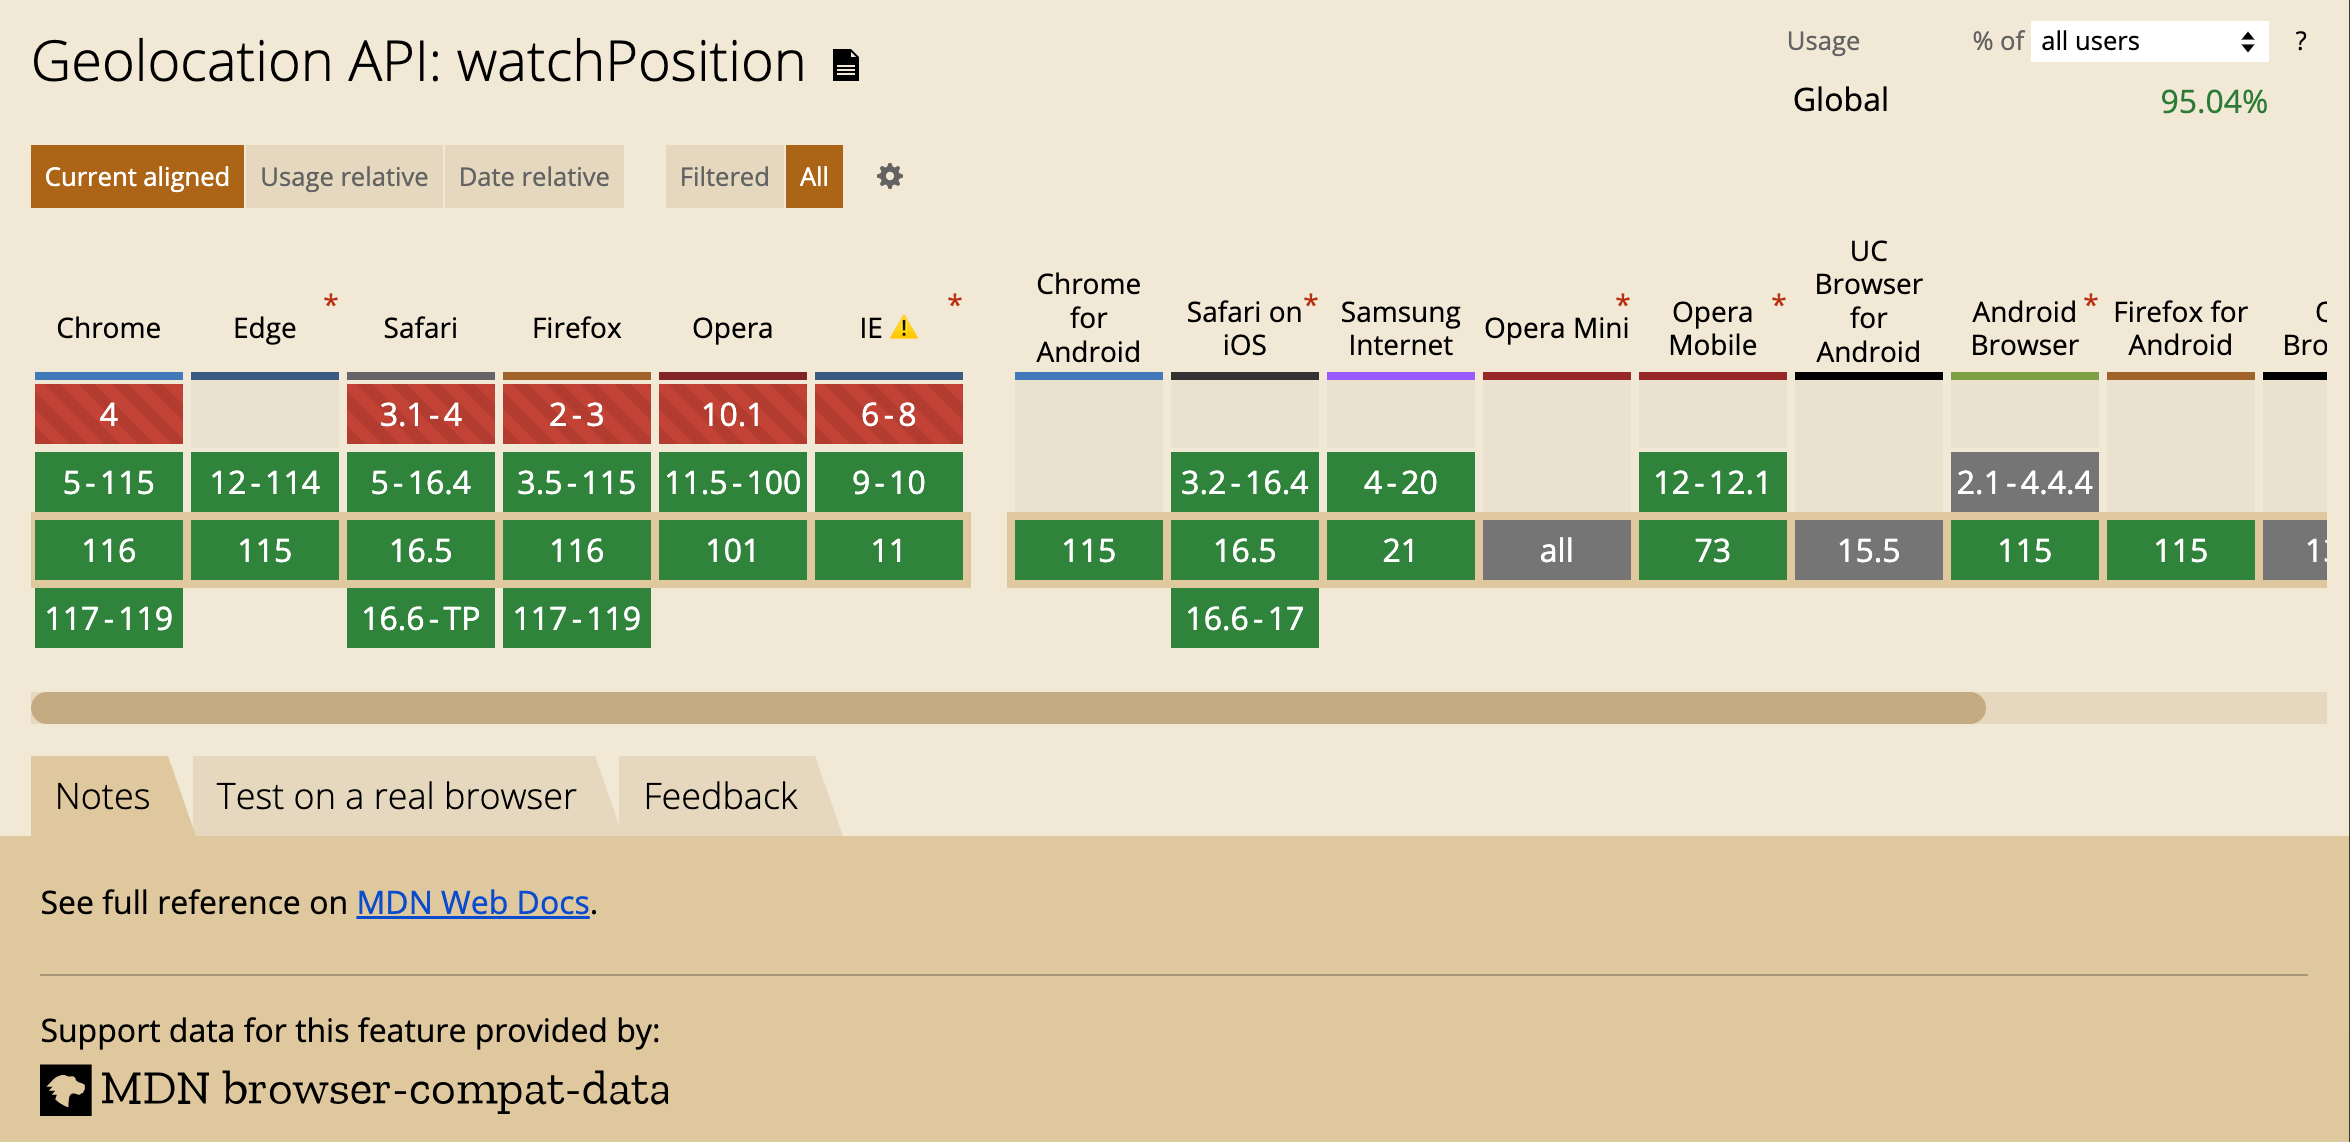 Geolocation API: watchPosition
Usage % of all users ?
Global 95.04%
Current aligned Usage relative Date relative Filtered All
Chrome Edge * Safari Firefox Opera IE *
Chrome for Android Safari on iOS * Samsung Internet Opera Mini * Opera Mobile * UC Browser for Android Android Browser * Firefox for Android
4 3.1-4 2-3 10.1 6-8
5-115 12-114 5-16.4 3.5-115 11.5-100 9-10 3.2-16.4 4-20 12-12.1 2.1-4.4.4
116 115 16.5 116 101 11 115 16.5 21 all 73 15.5 115 115
117-119 16.6-TP 117-119 16.6-17
Notes Test on a real browser Feedback
See full reference on MDN Web Docs.
Support data for this feature provided by:
MDN browser-compat-data